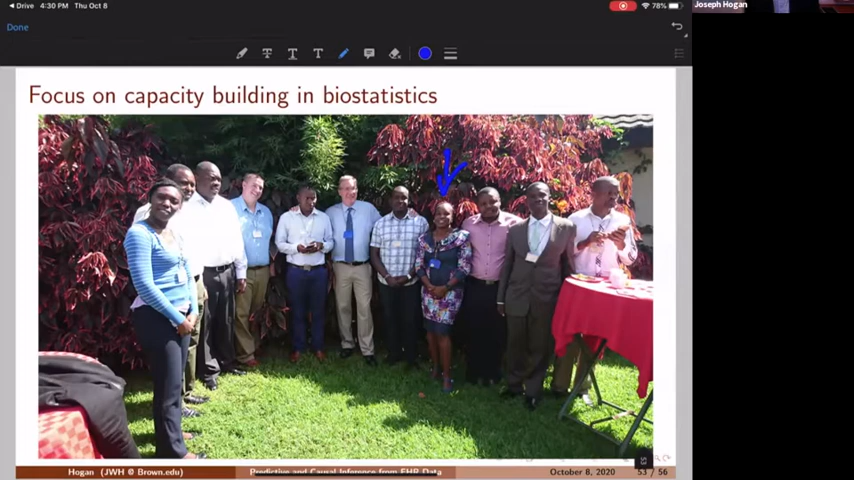 Drive 4:30 PM Thu Oct 8
78%
Joseph Hogan
Done
T T T
Focus on capacity building in biostatistics
Hogan (JWH @ Brown.edu) Predictive and Causal Inference from EHR Data October 8, 2020 53 / 56
53